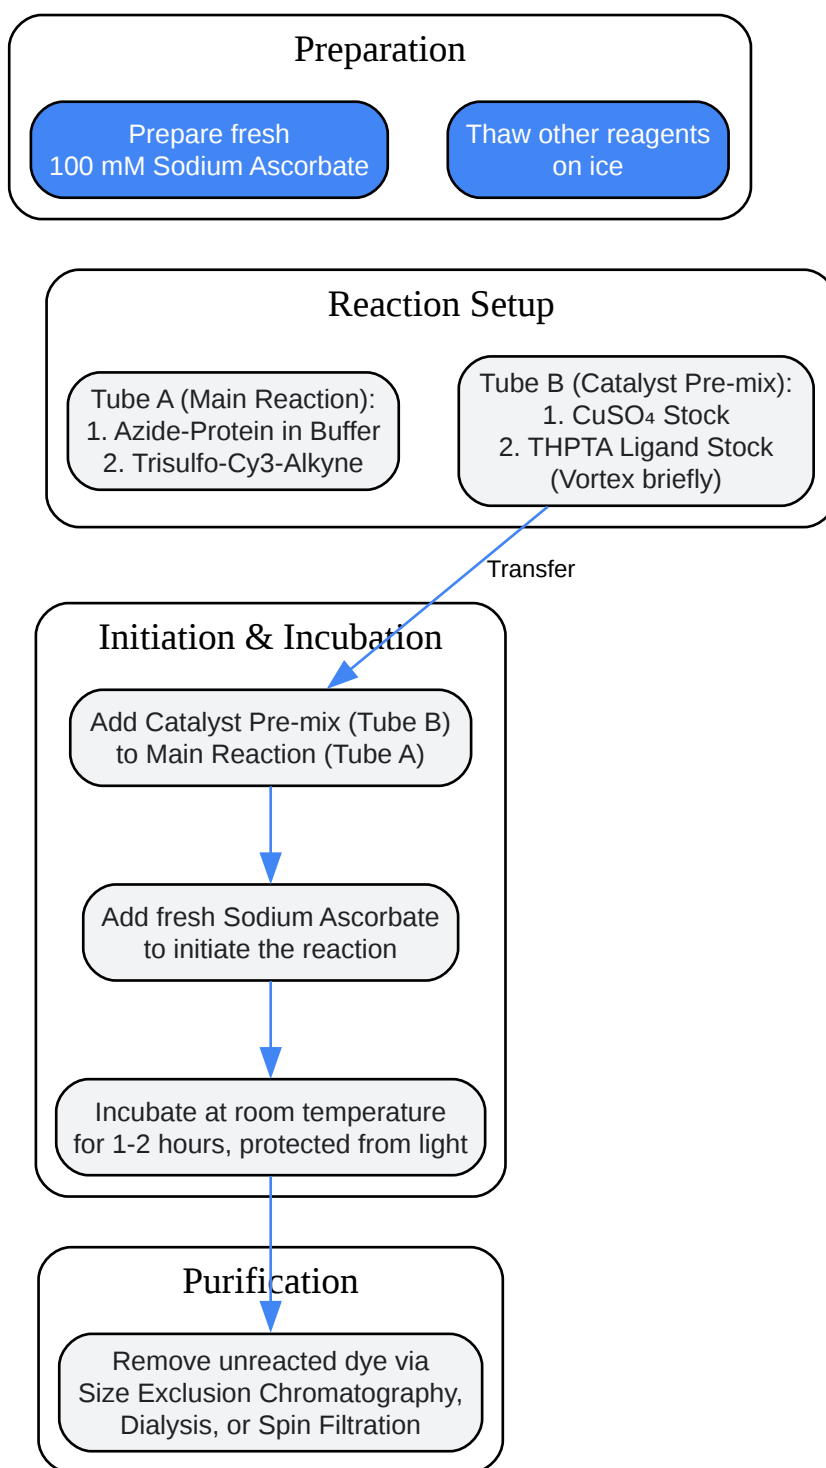 Preparation
Prepare fresh
100 mM Sodium Ascorbate
Thaw other reagents
on ice
Reaction Setup
Tube A (Main Reaction):
1. Azide-Protein in Buffer
2. Trisulfo-Cy3-Alkyne
Tube B (Catalyst Pre-mix):
1. CuSO₄ Stock
2. THPTA Ligand Stock
(Vortex briefly)
Transfer
Initiation & Incubation
Add Catalyst Pre-mix (Tube B)
to Main Reaction (Tube A)
Add fresh Sodium Ascorbate
to initiate the reaction
Incubate at room temperature
for 1-2 hours, protected from light
Purification
Remove unreacted dye via
Size Exclusion Chromatography,
Dialysis, or Spin Filtration